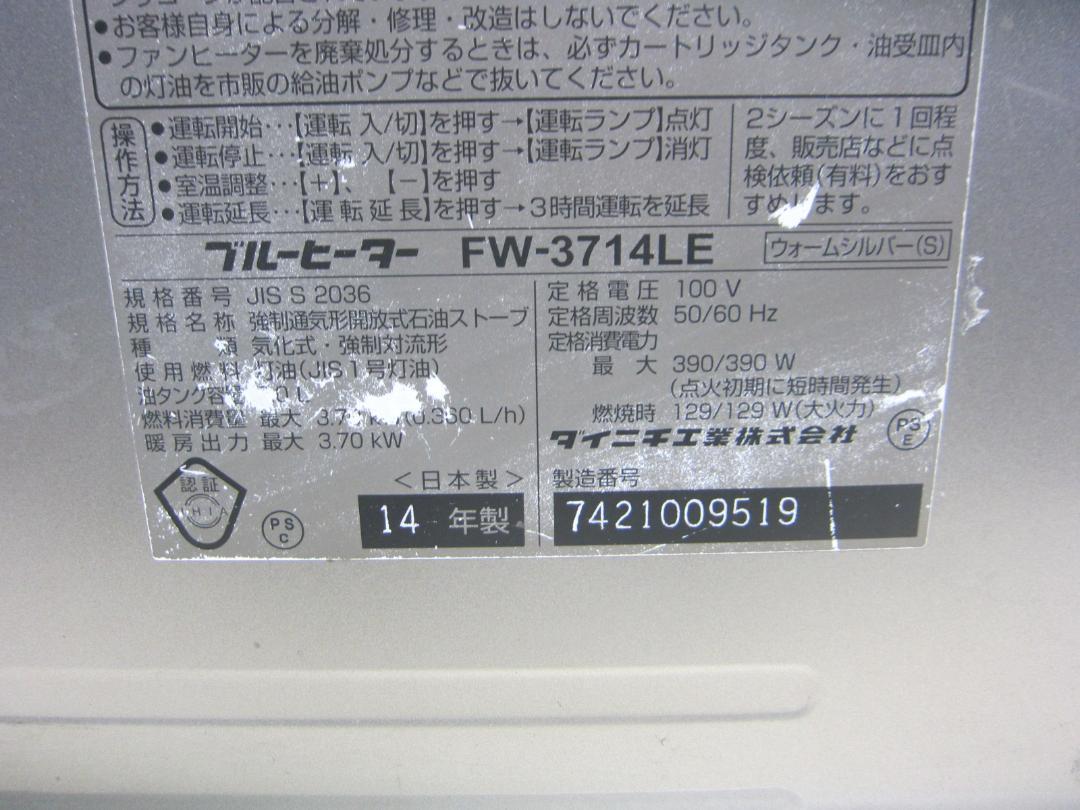 ●お客様自身による分解・修理・改造はしないでください。
●ファンヒーターを廃棄処分するときは、必ずカートリッジタンク・油受皿内
の灯油を市販の給油ポンプなどで抜いてください。
操作方法
●運転開始…【運転 入/切】を押す→【運転ランプ】点灯
●運転停止…【運転 入/切】を押す→【運転ランプ】消灯
●室温調整…【＋】、【－】を押す
●運転延長…【運転延長】を押す→3時間運転を延長
2シーズンに1回程
度、販売店などに点
検依頼(有料)をおす
すめします。
ブルーヒーター FW-3714LE ウォームシルバー(S)
規格番号 JIS S 2036
規格名称 強制通気形開放式石油ストーブ
種類 気化式・強制対流形
使用燃料 灯油(JIS1号灯油)
油タンク容量
燃料消費量 最大 3.70 kW(0.360 L/h)
暖房出力 最大 3.70 kW
定格電圧 100 V
定格周波数 50/60 Hz
定格消費電力
最大 390/390 W
(点火初期に短時間発生)
燃焼時 129/129 W(大火力)
ダイニチ工業株式会社
PS
E
認証
JHIA
PS
C
＜日本製＞
14 年製
製造番号
7421009519